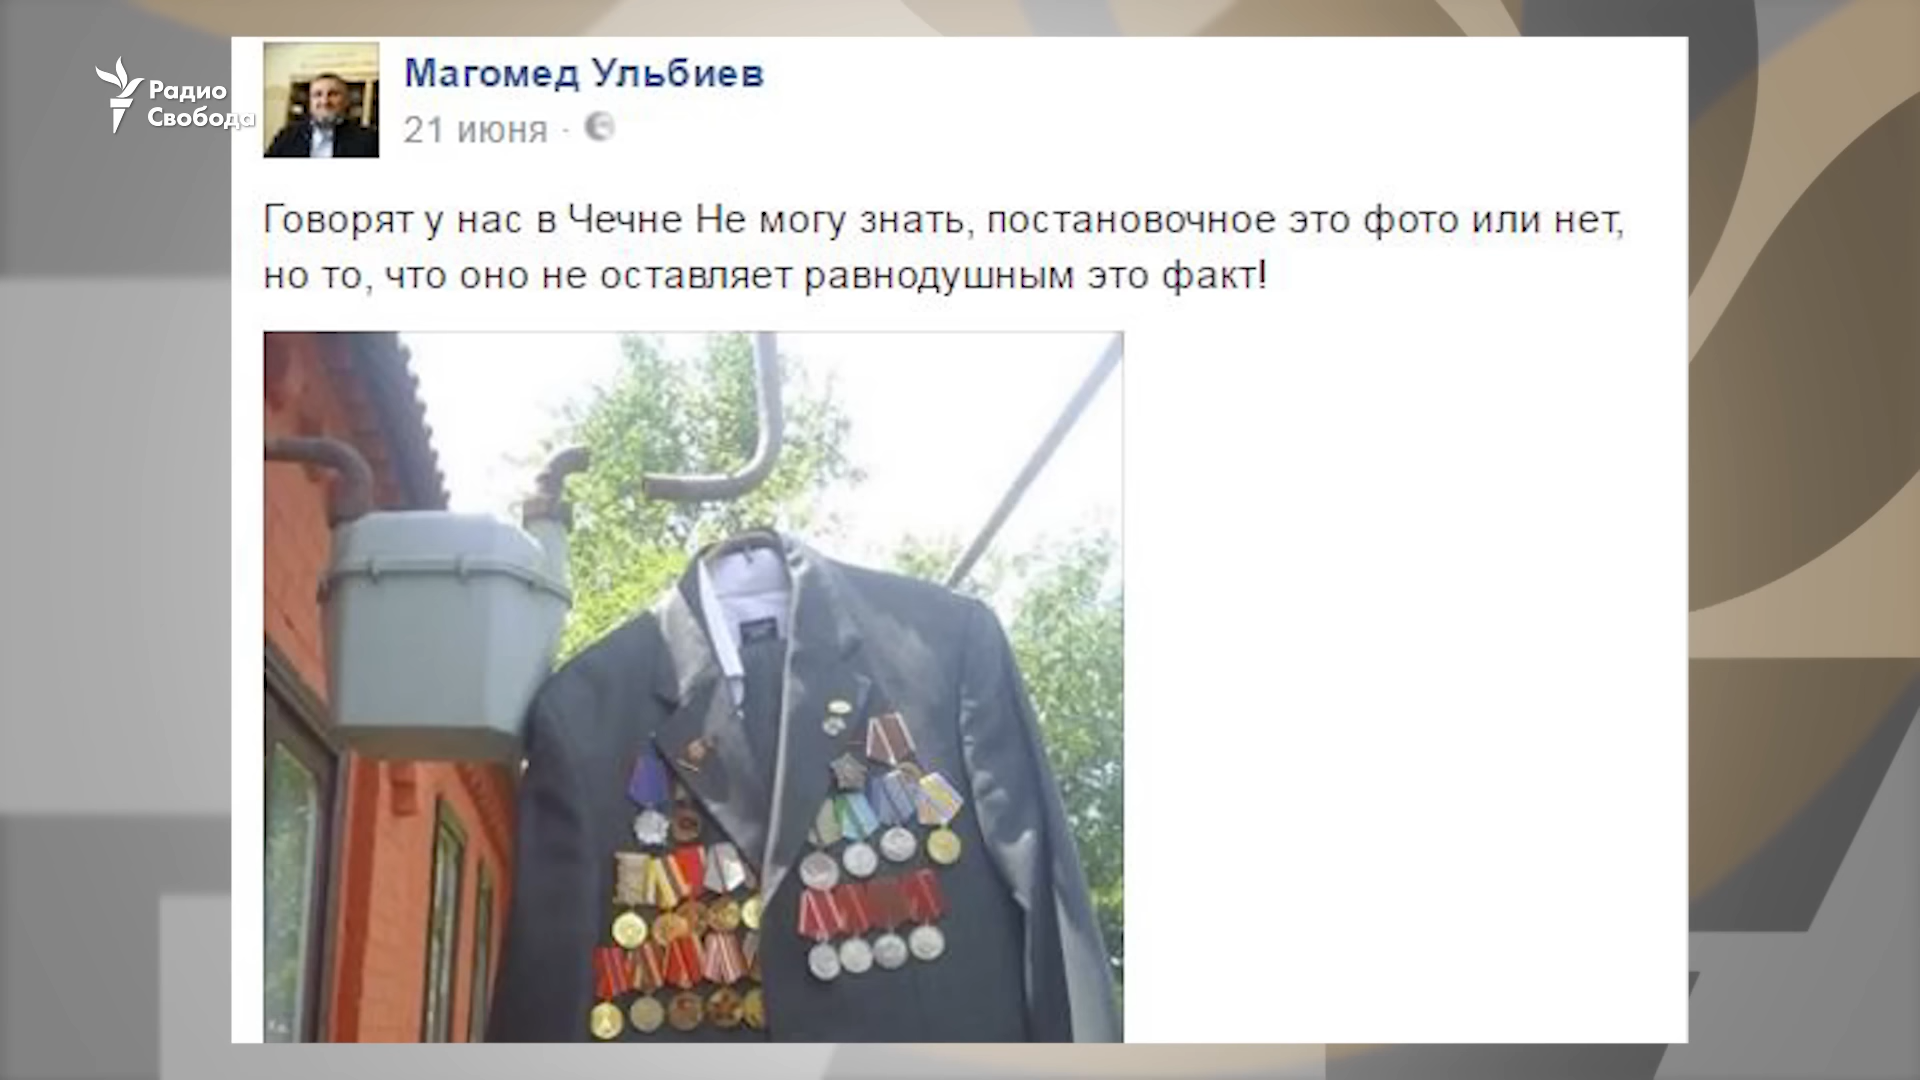 Радио
Свобода
Магомед Ульбиев
21 июня ·
Говорят у нас в Чечне Не могу знать, постановочное это фото или нет,
но то, что оно не оставляет равнодушным это факт!